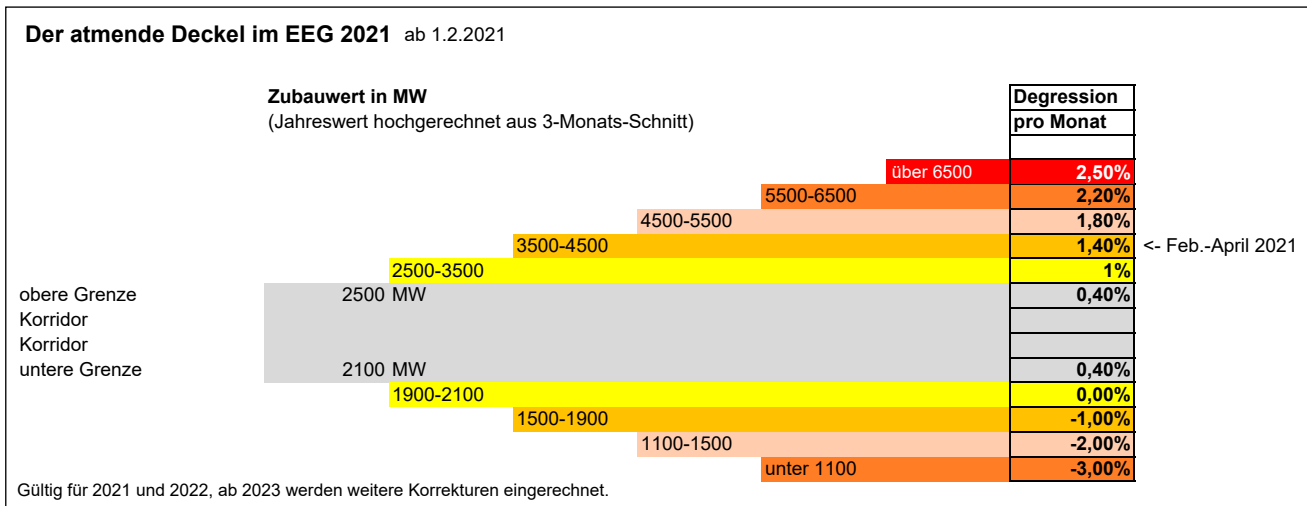 Der atmende Deckel im EEG 2021 ab 1.2.2021
Zubauwert in MW Degression
(Jahreswert hochgerechnet aus 3-Monats-Schnitt) pro Monat
über 6500 2,50%
5500-6500 2,20%
4500-5500 1,80%
3500-4500 1,40% <- Feb.-April 2021
2500-3500 1%
obere Grenze 2500 MW 0,40%
Korridor
Korridor
untere Grenze 2100 MW 0,40%
1900-2100 0,00%
1500-1900 -1,00%
1100-1500 -2,00%
unter 1100 -3,00%
Gültig für 2021 und 2022, ab 2023 werden weitere Korrekturen eingerechnet.